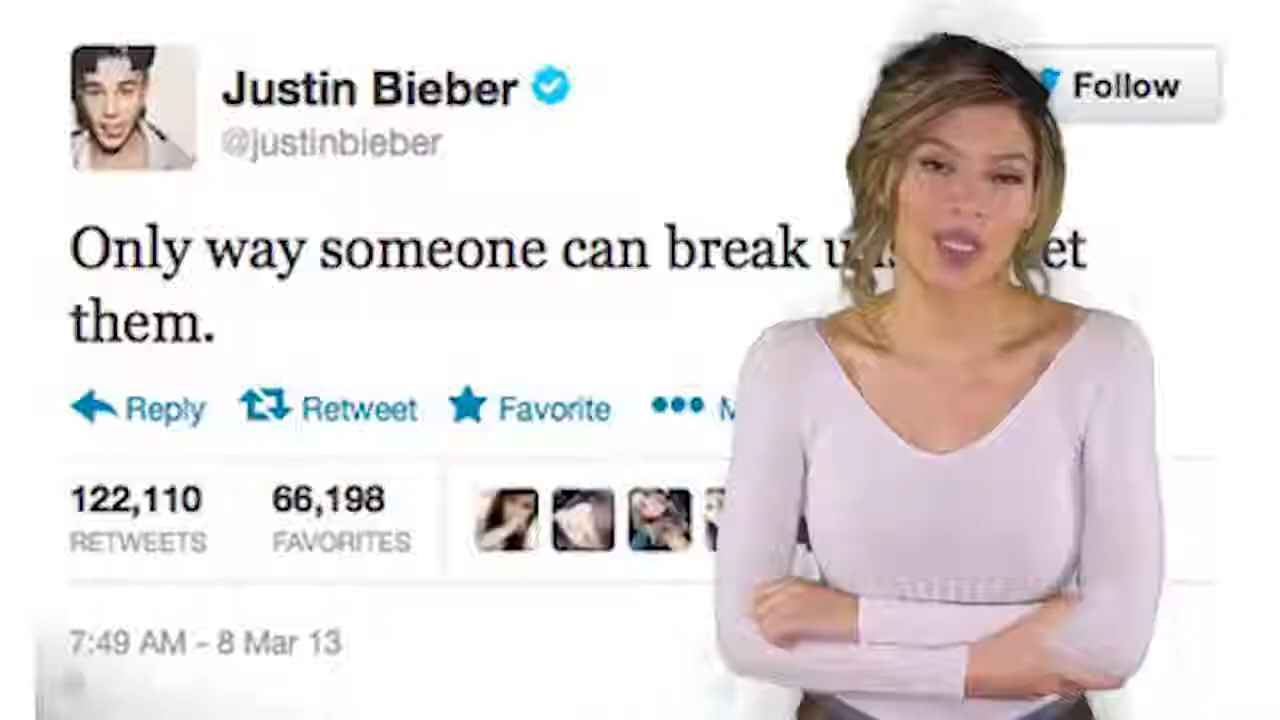 Justin Bieber
@justinbieber
Follow
Only way someone can break et
them.
Reply Retweet Favorite
122,110 66,198
RETWEETS FAVORITES
7:49 AM - 8 Mar 13